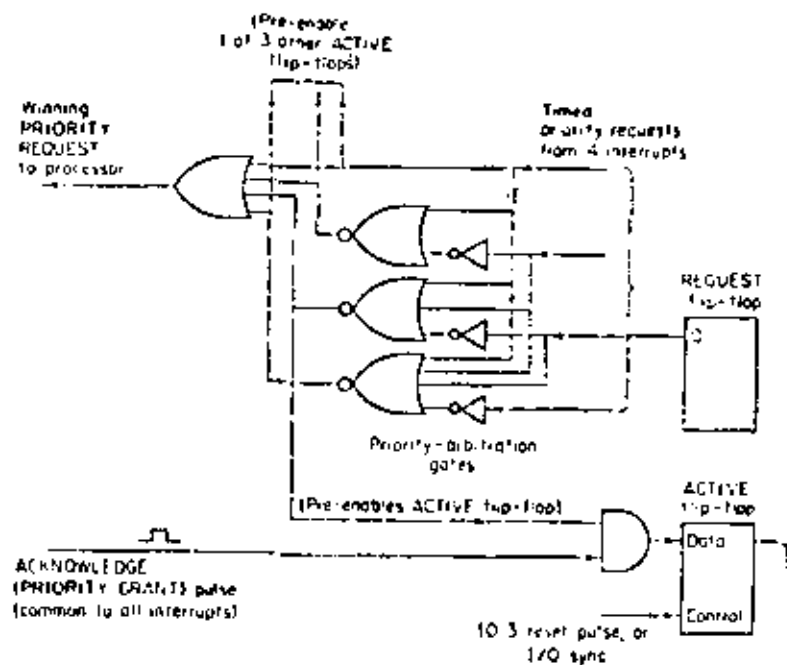 (Pre-enable
1 of 3 other ACTIVE
flip-flops)
Winning
PRIORITY
REQUEST
to processor
Timed
priority requests
from 4 interrupts
REQUEST
flip-flop
Q
Priority-arbitration
gates
(Pre-enables ACTIVE flip-flop)
ACTIVE
flip-flop
Data
Control
ACKNOWLEDGE
(PRIORITY GRANT) pulse
(common to all interrupts)
IO 3 reset pulse, or
I/O sync